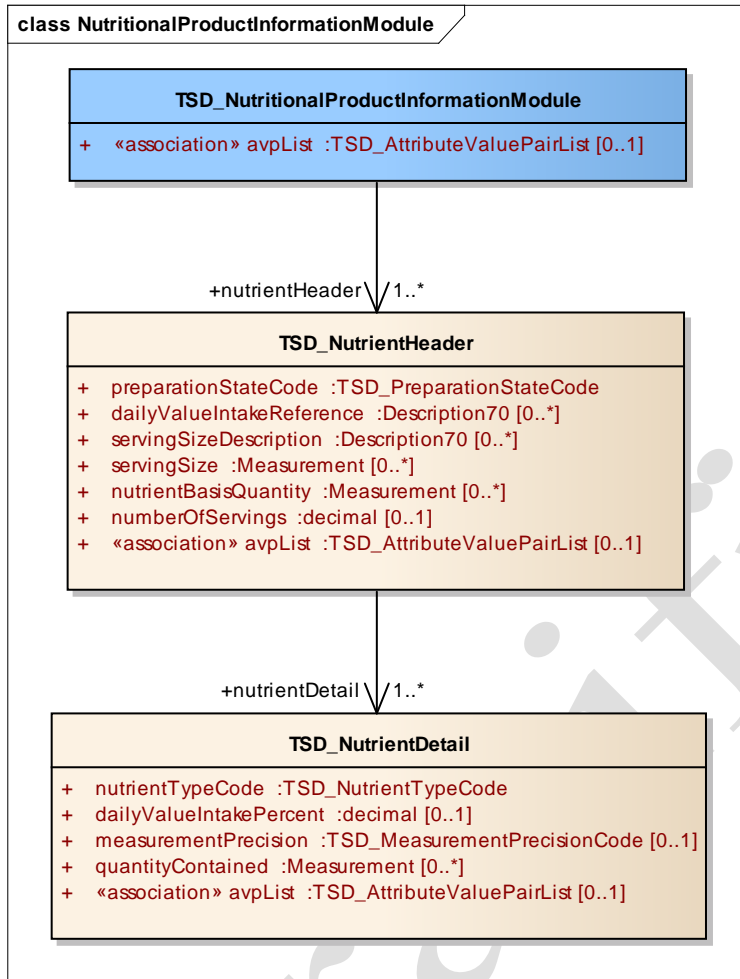 class NutritionalProductInformationModule
TSD_NutritionalProductInformationModule
+ «association» avpList :TSD_AttributeValuePairList [0..1]
+nutrientHeader 1..*
TSD_NutrientHeader
+ preparationStateCode :TSD_PreparationStateCode
+ dailyValueIntakeReference :Description70 [0..*]
+ servingSizeDescription :Description70 [0..*]
+ servingSize :Measurement [0..*]
+ nutrientBasisQuantity :Measurement [0..*]
+ numberOfServings :decimal [0..1]
+ «association» avpList :TSD_AttributeValuePairList [0..1]
+nutrientDetail 1..*
TSD_NutrientDetail
+ nutrientTypeCode :TSD_NutrientTypeCode
+ dailyValueIntakePercent :decimal [0..1]
+ measurementPrecision :TSD_MeasurementPrecisionCode [0..1]
+ quantityContained :Measurement [0..*]
+ «association» avpList :TSD_AttributeValuePairList [0..1]